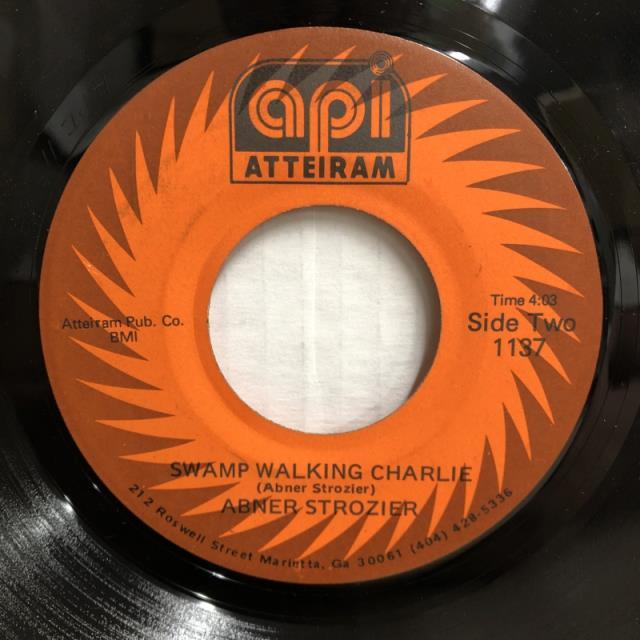 api
ATTEIRAM
Time 4:03
Atteiram Pub. Co.
BMI
Side Two
1137
SWAMP WALKING CHARLIE
(Abner Strozier)
ABNER STROZIER
212 Roswell Street Marietta, Ga 30061 (404) 428-5336